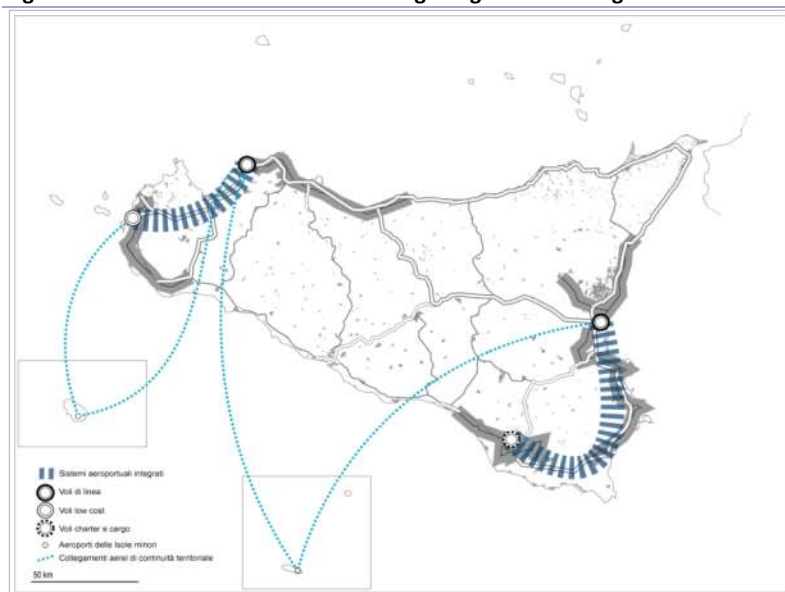 Sistemi aeroportuali integrati
Voli di linea
Voli low cost
Voli charter e cargo
Aeroporti delle Isole minori
Collegamenti aerei di continuità territoriale
50 km